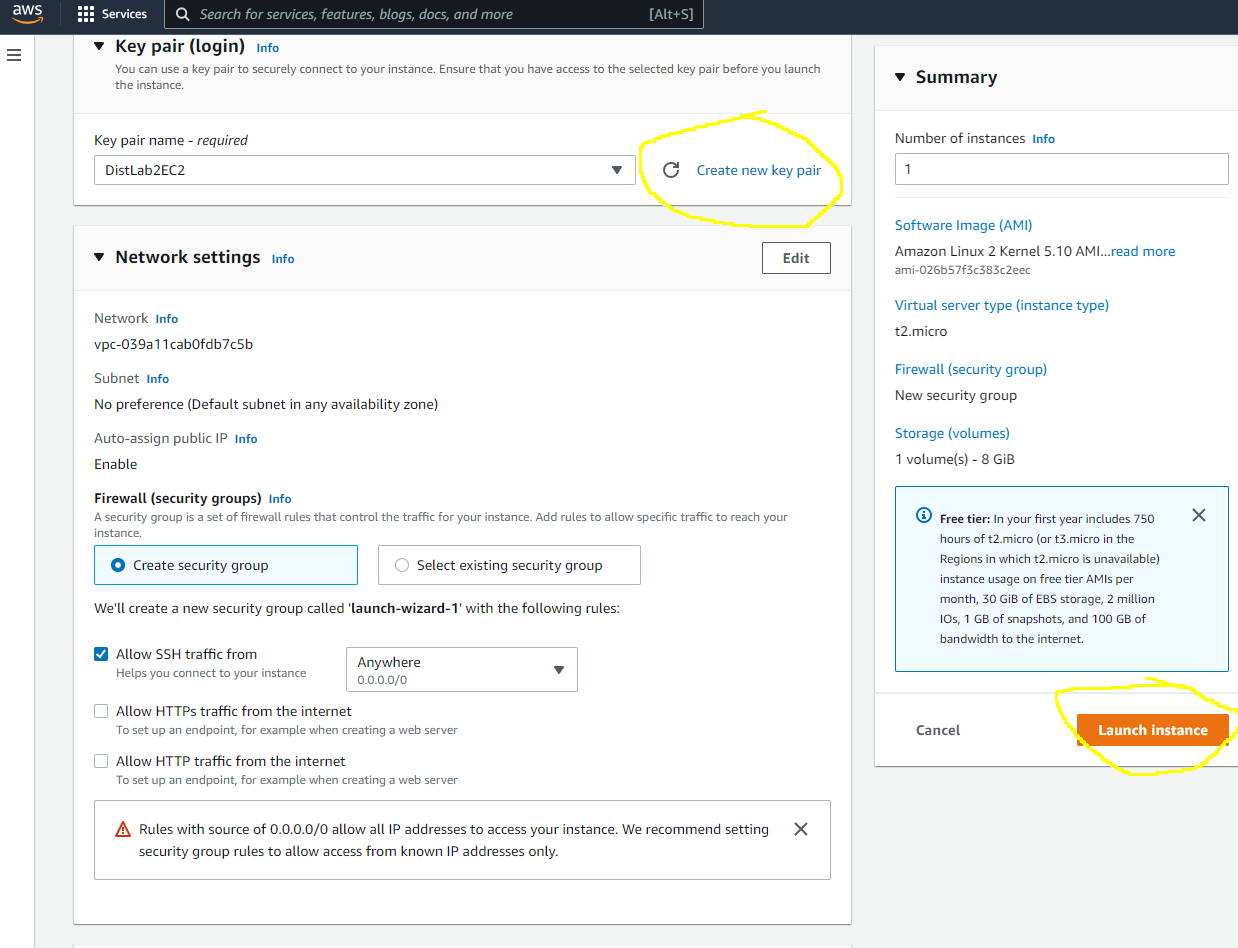 aws
Services
Search for services, features, blogs, docs, and more
[Alt+S]
Key pair (login) Info
You can use a key pair to securely connect to your instance. Ensure that you have access to the selected key pair before you launch
the instance.
Key pair name - required
DistLab2EC2
Create new key pair
Network settings Info
Edit
Network Info
vpc-039a11cab0fdb7c5b
Subnet Info
No preference (Default subnet in any availability zone)
Auto-assign public IP Info
Enable
Firewall (security groups) Info
A security group is a set of firewall rules that control the traffic for your instance. Add rules to allow specific traffic to reach your
instance.
Create security group
Select existing security group
We'll create a new security group called 'launch-wizard-1' with the following rules:
Allow SSH traffic from
Helps you connect to your instance
Anywhere
0.0.0.0/0
Allow HTTPs traffic from the internet
To set up an endpoint, for example when creating a web server
Allow HTTP traffic from the internet
To set up an endpoint, for example when creating a web server
Rules with source of 0.0.0.0/0 allow all IP addresses to access your instance. We recommend setting
security group rules to allow access from known IP addresses only.
Summary
Number of instances Info
1
Software Image (AMI)
Amazon Linux 2 Kernel 5.10 AMI...read more
ami-026b57f3c383c2eec
Virtual server type (instance type)
t2.micro
Firewall (security group)
New security group
Storage (volumes)
1 volume(s) - 8 GiB
Free tier: In your first year includes 750
hours of t2.micro (or t3.micro in the
Regions in which t2.micro is unavailable)
instance usage on free tier AMIs per
month, 30 GiB of EBS storage, 2 million
IOs, 1 GB of snapshots, and 100 GB of
bandwidth to the internet.
Cancel
Launch instance